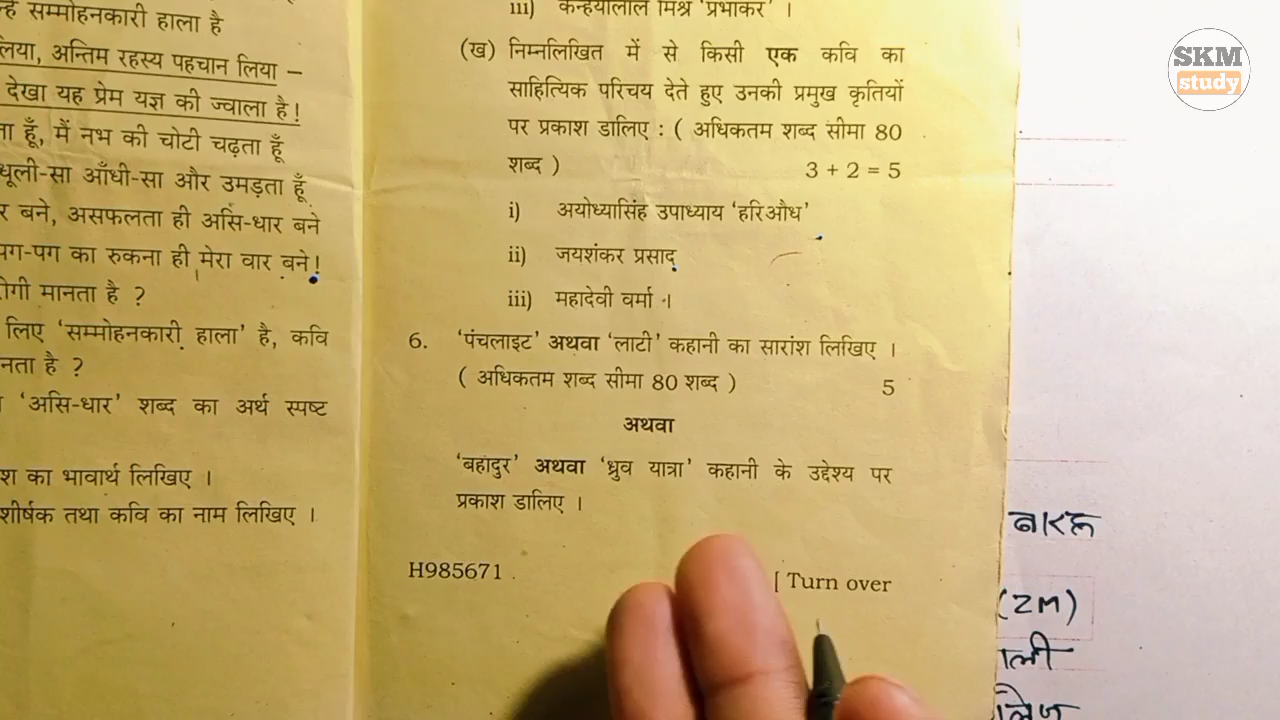 सम्मोहनकारी हाला है
लिया, अन्तिम रहस्य पहचान लिया –
देखा यह प्रेम यज्ञ की ज्वाला है !
हूँ, मैं नभ की चोटी चढ़ता हूँ
धूली-सा आँधी-सा और उमड़ता हूँ
बने, असफलता ही असि-धार बने
पग-पग का रुकना ही मेरा वार बने !
मानता है ?
लिए 'सम्मोहनकारी हाला' है, कवि
है ?
'असि-धार' शब्द का अर्थ स्पष्ट
का भावार्थ लिखिए ।
शीर्षक तथा कवि का नाम लिखिए ।
iii) कन्हैयालाल मिश्र 'प्रभाकर' ।
(ख) निम्नलिखित में से किसी एक कवि का
साहित्यिक परिचय देते हुए उनकी प्रमुख कृतियों
पर प्रकाश डालिए : ( अधिकतम शब्द सीमा 80
शब्द ) 3 + 2 = 5
i) अयोध्यासिंह उपाध्याय 'हरिऔध'
ii) जयशंकर प्रसाद
iii) महादेवी वर्मा ।
6. 'पंचलाइट' अथवा 'लाटी' कहानी का सारांश लिखिए ।
( अधिकतम शब्द सीमा 80 शब्द ) 5
अथवा
'बहादुर' अथवा 'ध्रुव यात्रा' कहानी के उद्देश्य पर
प्रकाश डालिए ।
H985671 [ Turn over
SKM
study
(ZM)